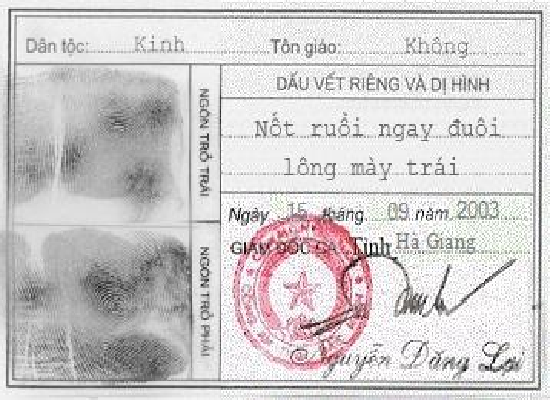 Dân tộc: Kinh Tôn giáo: Không
NGÓN TRỎ TRÁI
DẤU VẾT RIÊNG VÀ DỊ HÌNH
Nốt ruồi ngay đuôi
lông mày trái
NGÓN TRỎ PHẢI
Ngày 15 tháng 09 năm 2003
GIÁM ĐỐC CA Tỉnh Hà Giang
Nguyễn Đăng